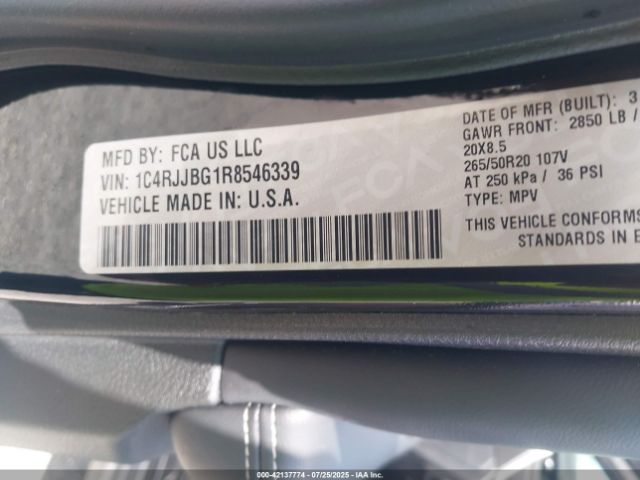 MFD BY: FCA US LLC
VIN: 1C4RJJBG1R8546339
VEHICLE MADE IN: U.S.A.
DATE OF MFR (BUILT): 3
GAWR FRONT: 2850 LB /
20X8.5
265/50R20 107V
AT 250 kPa / 36 PSI
TYPE: MPV
THIS VEHICLE CONFORMS
STANDARDS IN E
000-42137774 | 07/25/2025 | IAAI.COM